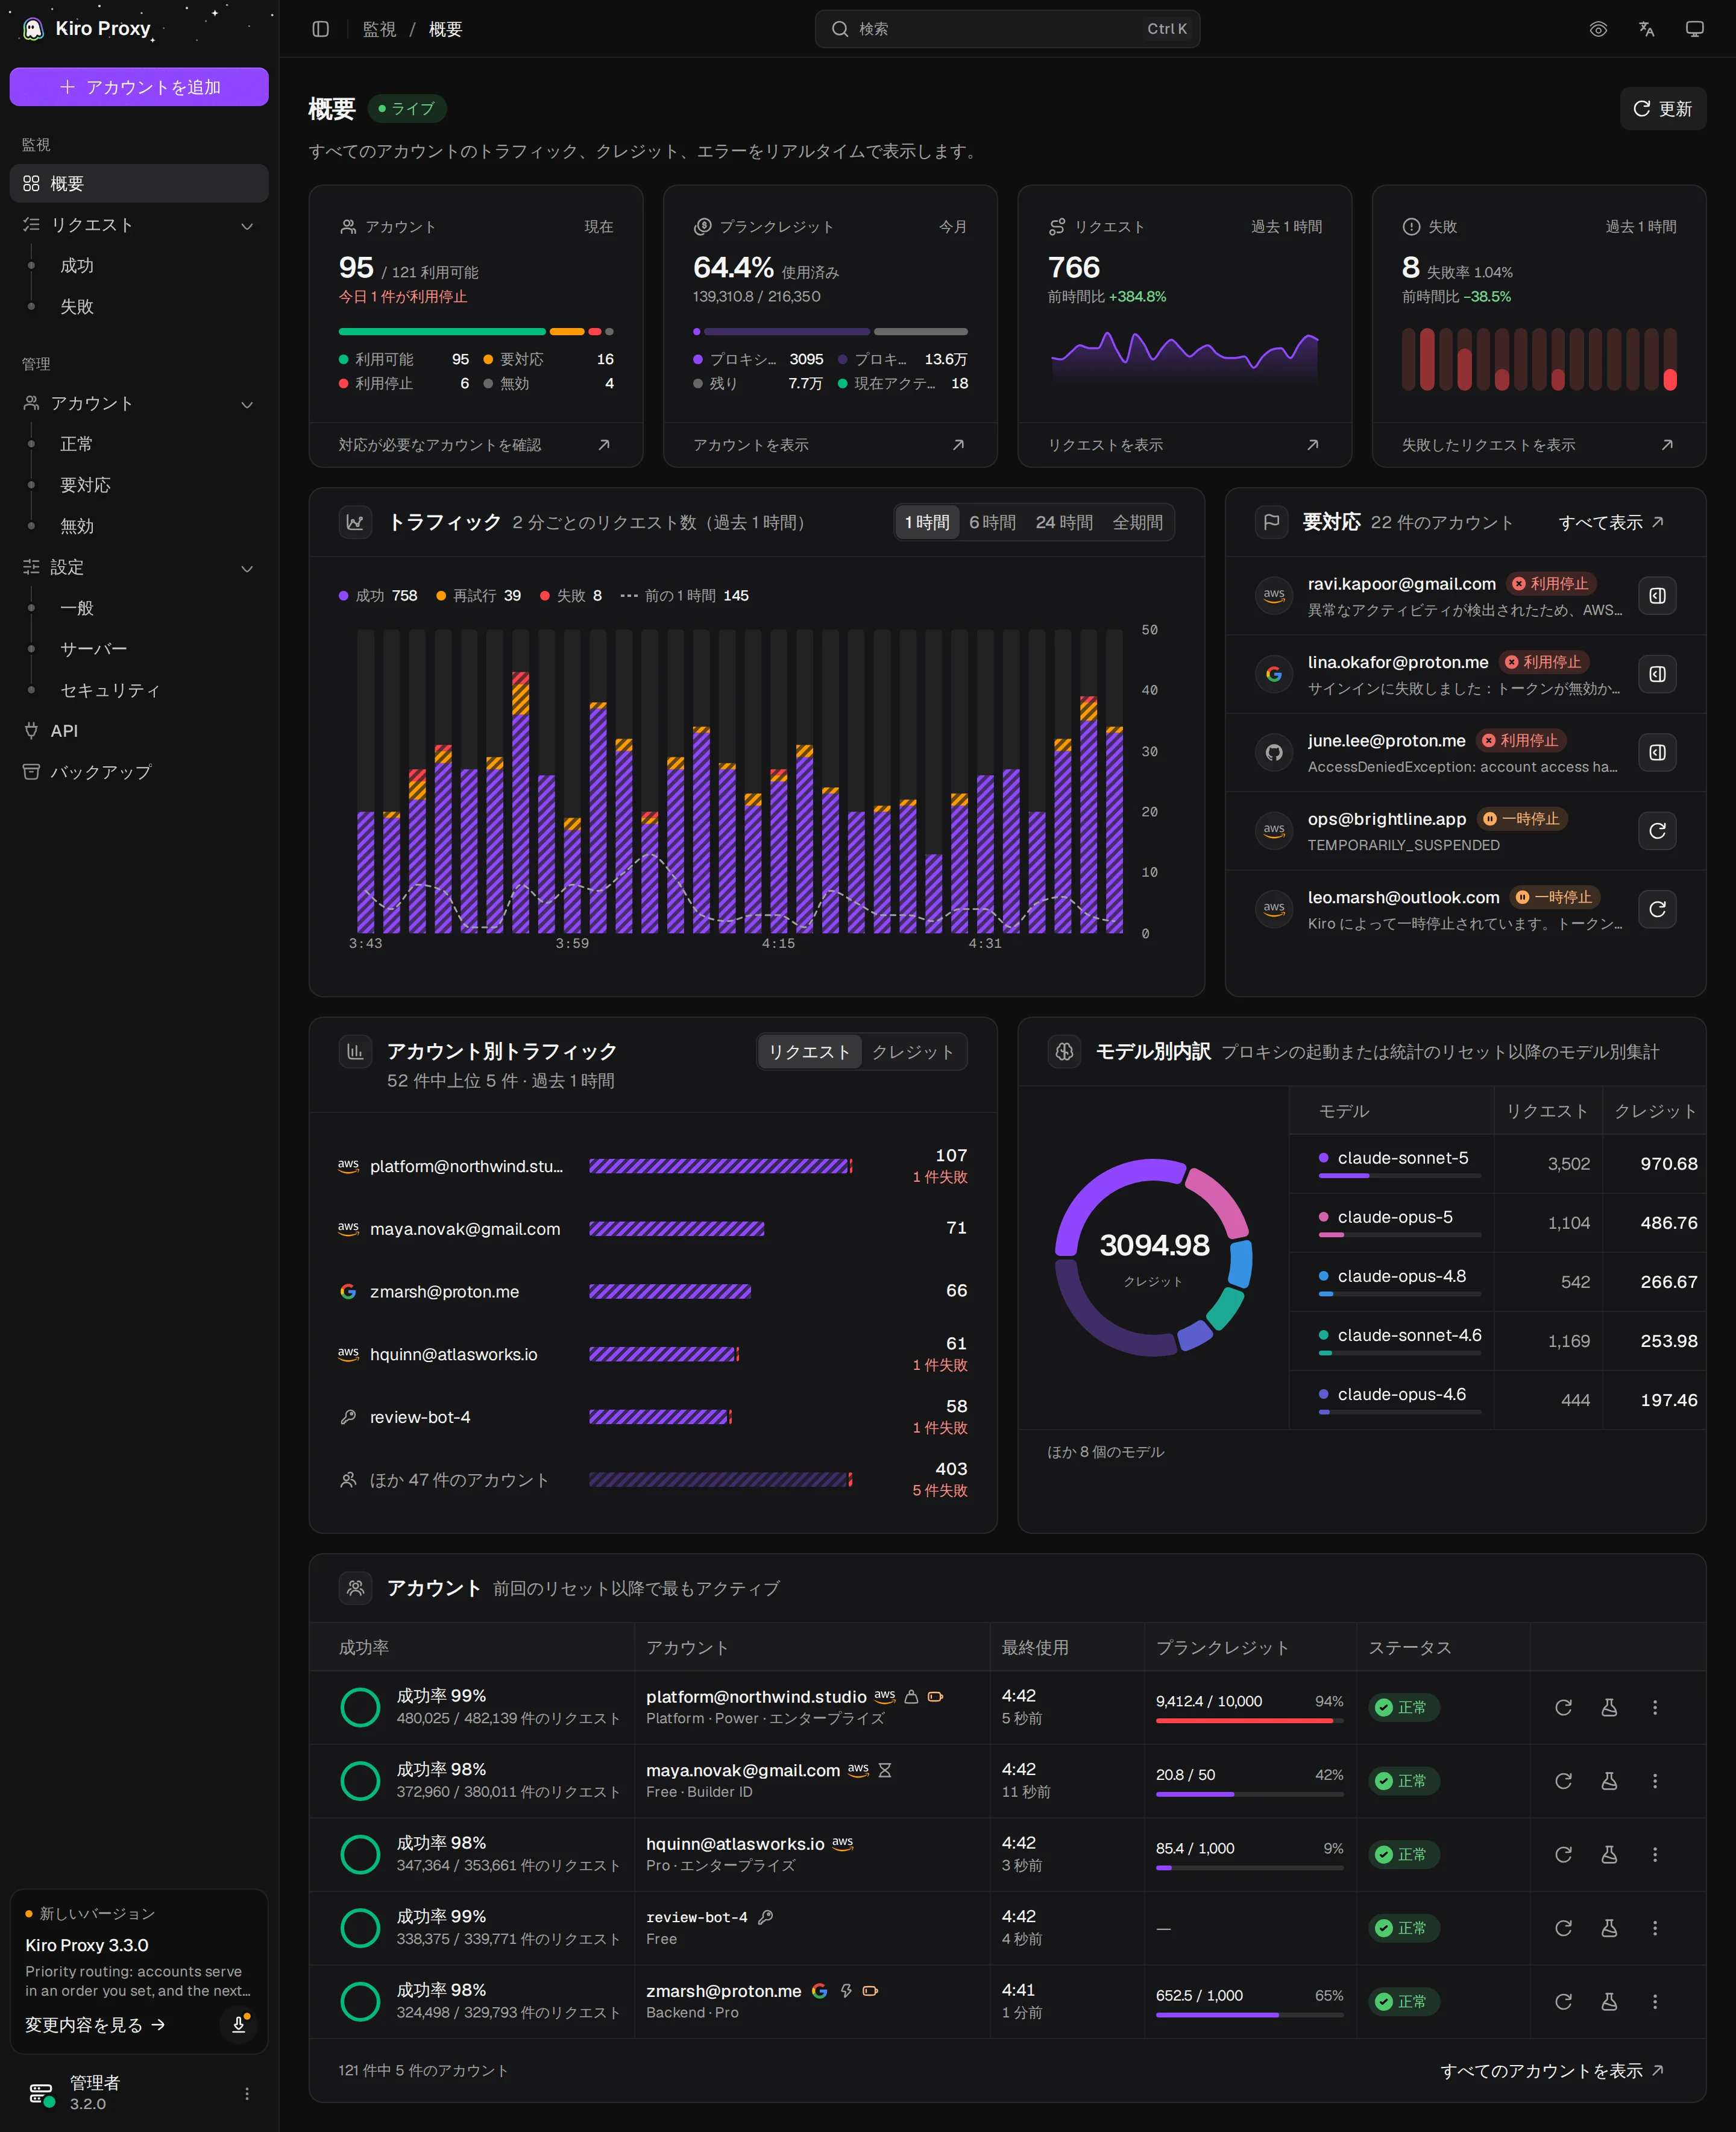 Kiro Proxy
アカウントを追加
監視
概要
リクエスト
成功
失敗
管理
アカウント
正常
要対応
無効
設定
一般
サーバー
セキュリティ
API
バックアップ
新しいバージョン
Kiro Proxy 3.3.0
Priority routing: accounts serve
in an order you set, and the next...
変更内容を見る →
管理者
3.2.0
監視 / 概要
検索 Ctrl K
概要 ライブ
更新
すべてのアカウントのトラフィック、クレジット、エラーをリアルタイムで表示します。
アカウント 現在
95 / 121 利用可能
今日 1 件が利用停止
利用可能 95 要対応 16
利用停止 6 無効 4
対応が必要なアカウントを確認
プランクレジット 今月
64.4% 使用済み
139,310.8 / 216,350
プロキシ... 3095 プロキ... 13.6万
残り 7.7万 現在アクテ... 18
アカウントを表示
リクエスト 過去 1 時間
766
前時間比 +384.8%
リクエストを表示
失敗 過去 1 時間
8 失敗率 1.04%
前時間比 −38.5%
失敗したリクエストを表示
トラフィック 2 分ごとのリクエスト数（過去 1 時間）
1 時間 6 時間 24 時間 全期間
成功 758 再試行 39 失敗 8 前の 1 時間 145
50
40
30
20
10
0
3:43 3:59 4:15 4:31
要対応 22 件のアカウント すべて表示
aws ravi.kapoor@gmail.com 利用停止
異常なアクティビティが検出されたため、AWS...
lina.okafor@proton.me 利用停止
サインインに失敗しました：トークンが無効か...
june.lee@proton.me 利用停止
AccessDeniedException: account access ha...
aws ops@brightline.app 一時停止
TEMPORARILY_SUSPENDED
aws leo.marsh@outlook.com 一時停止
Kiro によって一時停止されています。トークン...
アカウント別トラフィック
52 件中上位 5 件 · 過去 1 時間
リクエスト クレジット
aws platform@northwind.stu... 107
1 件失敗
aws maya.novak@gmail.com 71
zmarsh@proton.me 66
aws hquinn@atlasworks.io 61
1 件失敗
review-bot-4 58
1 件失敗
ほか 47 件のアカウント 403
5 件失敗
モデル別内訳 プロキシの起動または統計のリセット以降のモデル別集計
3094.98
クレジット
モデル リクエスト クレジット
claude-sonnet-5 3,502 970.68
claude-opus-5 1,104 486.76
claude-opus-4.8 542 266.67
claude-sonnet-4.6 1,169 253.98
claude-opus-4.6 444 197.46
ほか 8 個のモデル
アカウント 前回のリセット以降で最もアクティブ
成功率 アカウント 最終使用 プランクレジット ステータス
成功率 99% platform@northwind.studio aws 4:42 9,412.4 / 10,000 94% 正常
480,025 / 482,139 件のリクエスト Platform · Power · エンタープライズ 5 秒前
成功率 98% maya.novak@gmail.com aws 4:42 20.8 / 50 42% 正常
372,960 / 380,011 件のリクエスト Free · Builder ID 11 秒前
成功率 98% hquinn@atlasworks.io aws 4:42 85.4 / 1,000 9% 正常
347,364 / 353,661 件のリクエスト Pro · エンタープライズ 3 秒前
成功率 99% review-bot-4 4:42 — 正常
338,375 / 339,771 件のリクエスト Free 4 秒前
成功率 98% zmarsh@proton.me 4:41 652.5 / 1,000 65% 正常
324,498 / 329,793 件のリクエスト Backend · Pro 1 分前
121 件中 5 件のアカウント すべてのアカウントを表示